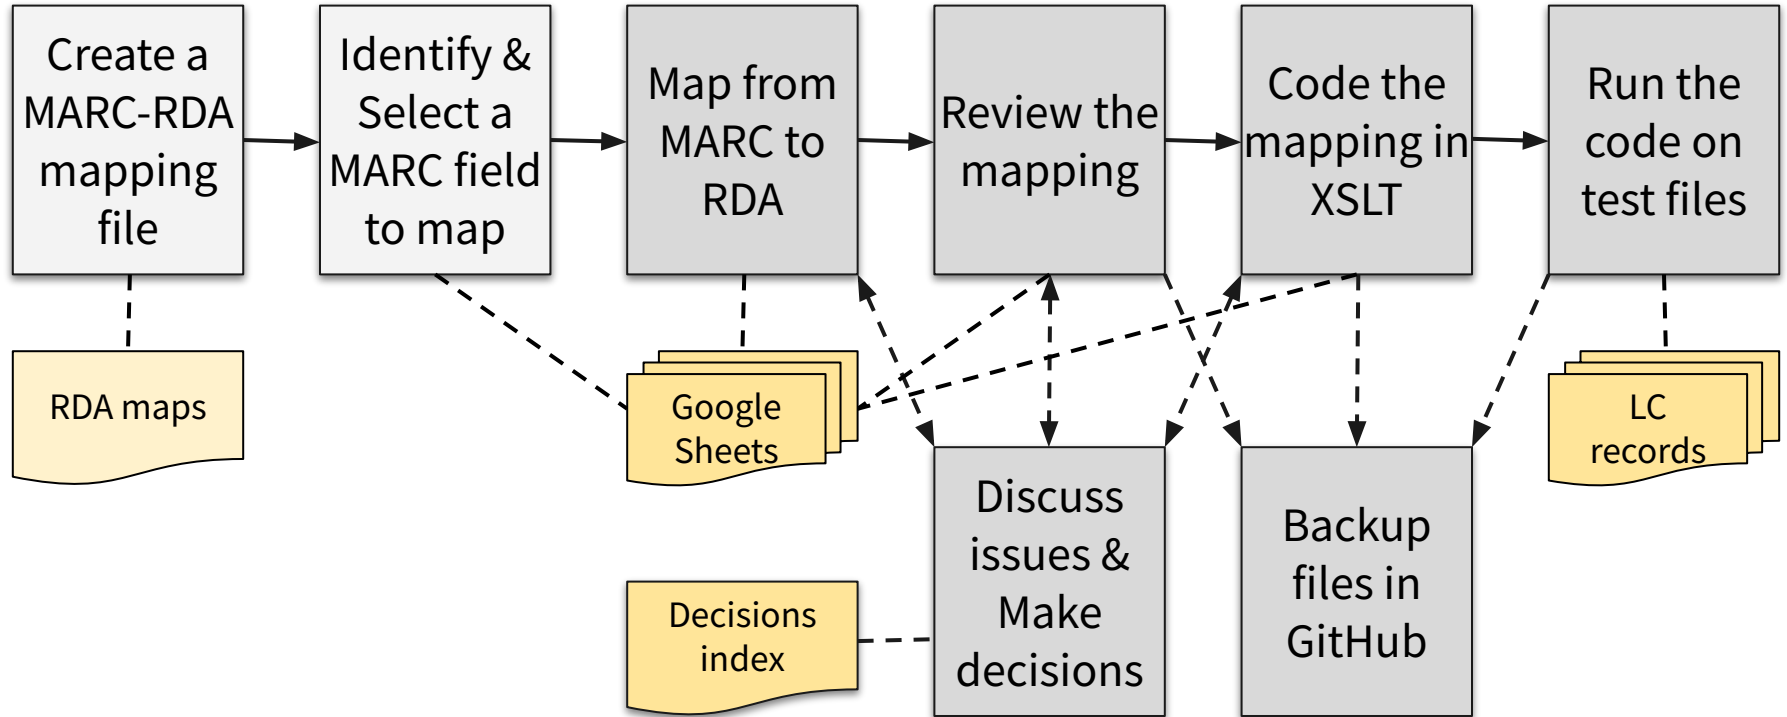 Create a
MARC-RDA
mapping
file
Identify &
Select a
MARC field
to map
Map from
MARC to
RDA
Review the
mapping
Code the
mapping in
XSLT
Run the
code on
test files
RDA maps
Google
Sheets
LC
records
Discuss
issues &
Make
decisions
Backup
files in
GitHub
Decisions
index